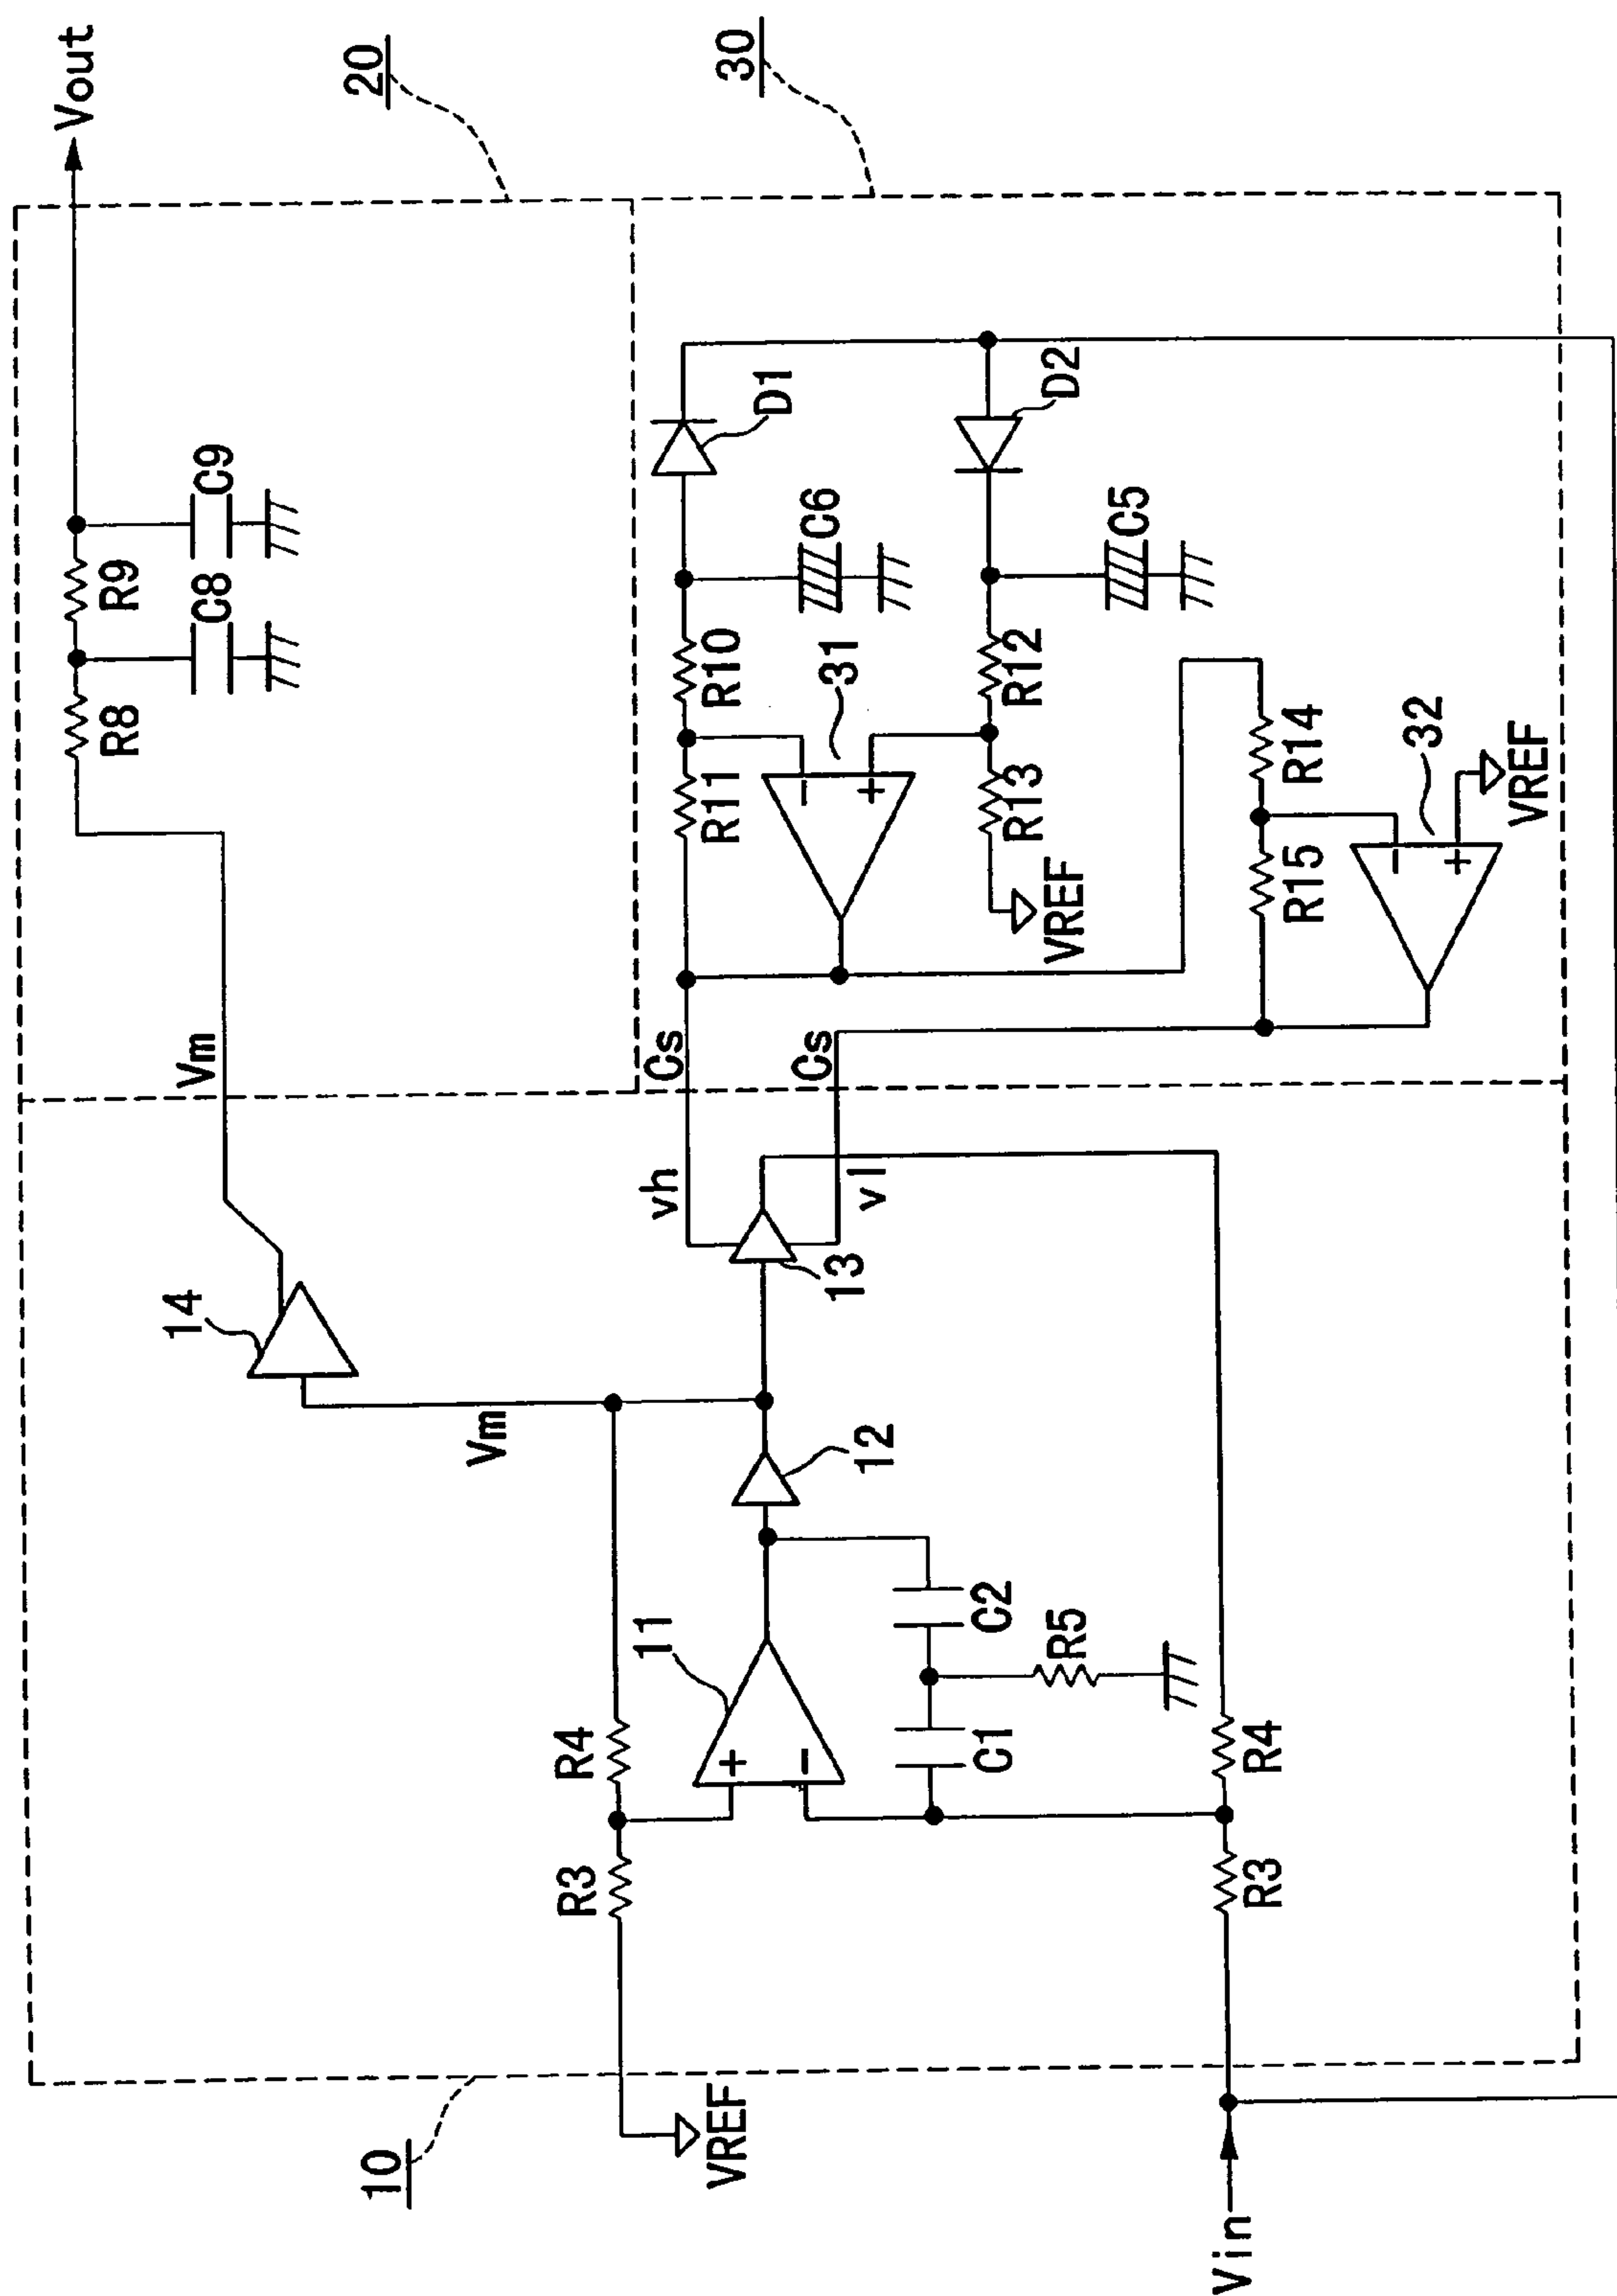 Vout
20
30
R8
R9
C8
C9
Vm
14
Vm
D1
C6
R10
R11
31
-
+
D2
C5
R12
R13
VREF
R14
R15
32
-
+
VREF
Cs
Cs
vh
vl
13
12
11
+
-
R4
R3
C2
C1
R5
R4
R3
VREF
10
Vin